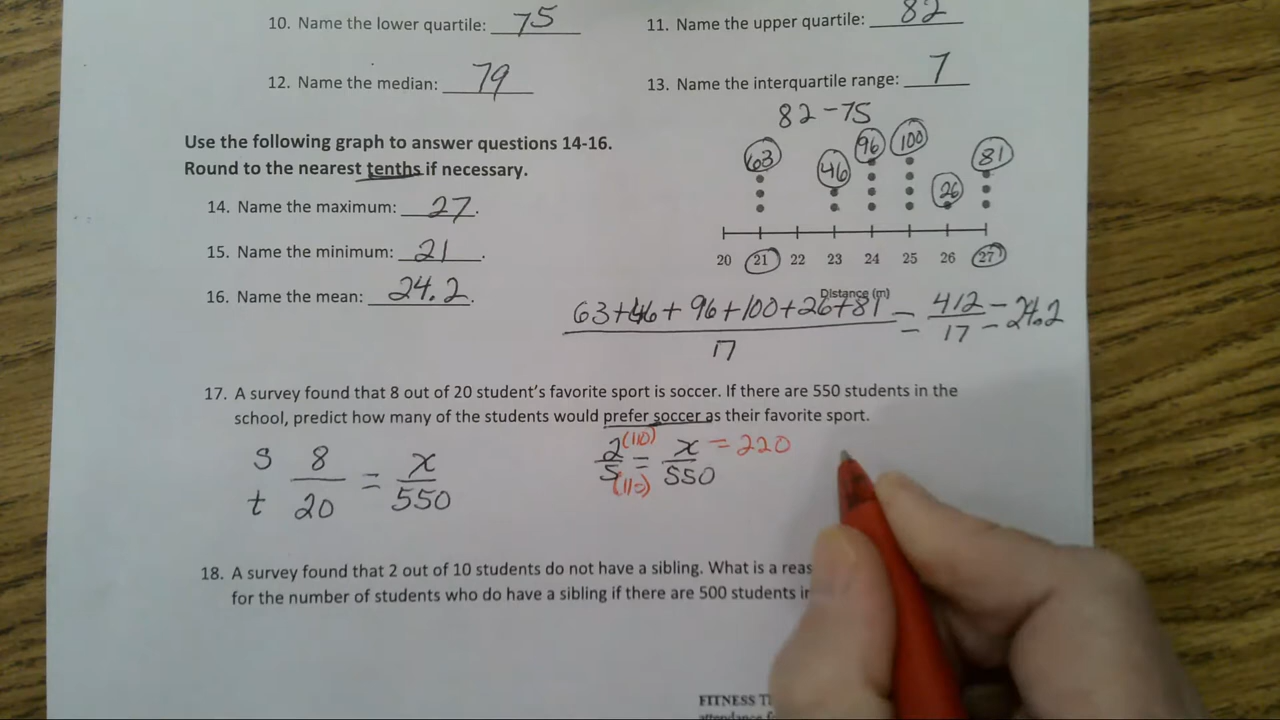 10. Name the lower quartile: 75
11. Name the upper quartile: 82
12. Name the median: 79
13. Name the interquartile range: 7
82-75
Use the following graph to answer questions 14-16.
Round to the nearest tenths if necessary.
63 46 96 100 26 81
14. Name the maximum: 27.
15. Name the minimum: 21.
20 21 22 23 24 25 26 27
Distance (m)
16. Name the mean: 24.2.
63+46+96+100+26+81 = 412 - 24.2
17 17
17. A survey found that 8 out of 20 student's favorite sport is soccer. If there are 550 students in the
school, predict how many of the students would prefer soccer as their favorite sport.
s 8 = x
t 20 550
2(110) = x = 220
5(110) 550
18. A survey found that 2 out of 10 students do not have a sibling. What is a
for the number of students who do have a sibling if there are 500 students
FITNESS